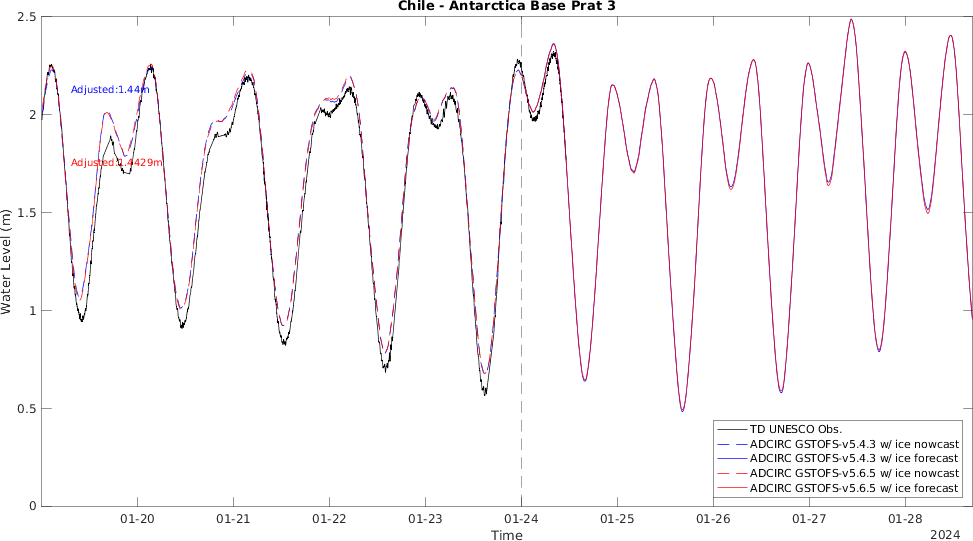 Chile - Antarctica Base Prat 3
2.5
2
1.5
1
0.5
0
Water Level (m)
Adjusted:1.44m
Adjusted:1.4429m
TD UNESCO Obs.
ADCIRC GSTOFS-v5.4.3 w/ ice nowcast
ADCIRC GSTOFS-v5.4.3 w/ ice forecast
ADCIRC GSTOFS-v5.6.5 w/ ice nowcast
ADCIRC GSTOFS-v5.6.5 w/ ice forecast
01-20 01-21 01-22 01-23 01-24 01-25 01-26 01-27 01-28
Time
2024